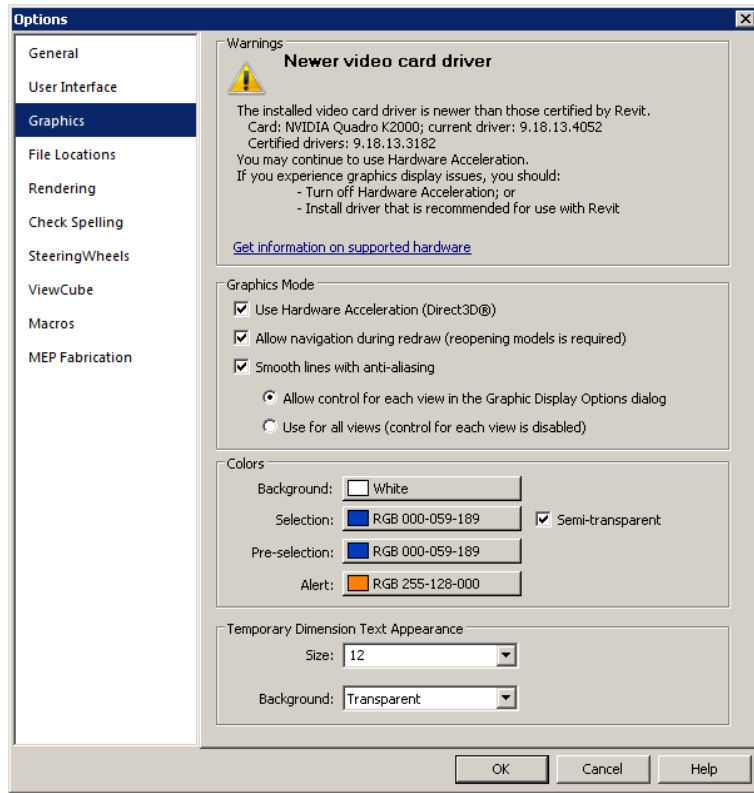 Options
General
User Interface
Graphics
File Locations
Rendering
Check Spelling
SteeringWheels
ViewCube
Macros
MEP Fabrication
Warnings
Newer video card driver
The installed video card driver is newer than those certified by Revit.
Card: NVIDIA Quadro K2000; current driver: 9.18.13.4052
Certified drivers: 9.18.13.3182
You may continue to use Hardware Acceleration.
If you experience graphics display issues, you should:
- Turn off Hardware Acceleration; or
- Install driver that is recommended for use with Revit
Get information on supported hardware
Graphics Mode
Use Hardware Acceleration (Direct3D®)
Allow navigation during redraw (reopening models is required)
Smooth lines with anti-aliasing
Allow control for each view in the Graphic Display Options dialog
Use for all views (control for each view is disabled)
Colors
Background: White
Selection: RGB 000-059-189 Semi-transparent
Pre-selection: RGB 000-059-189
Alert: RGB 255-128-000
Temporary Dimension Text Appearance
Size: 12
Background: Transparent
OK Cancel Help